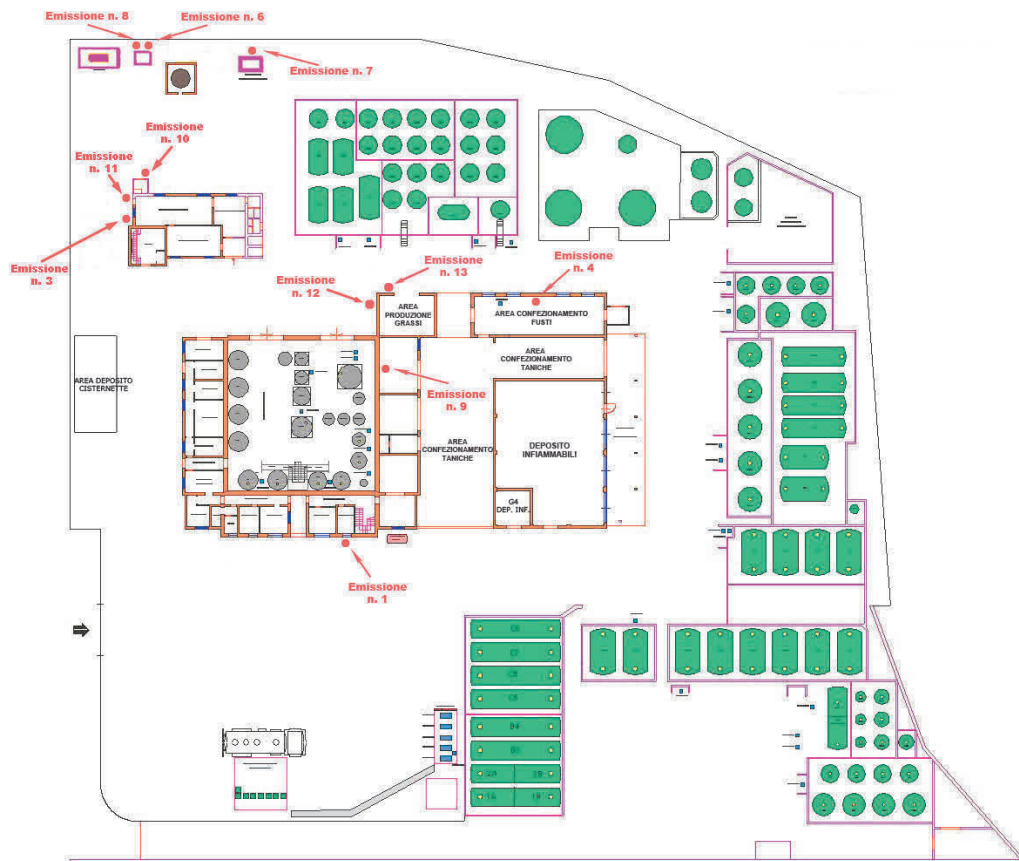 Emissione n. 8
Emissione n. 6
Emissione n. 7
Emissione
n. 10
Emissione
n. 11
Emissione
n. 3
Emissione
n. 13
Emissione
n. 12
Emissione
n. 4
AREA
PRODUZIONE
GRASSI
AREA CONFEZIONAMENTO
FUSTI
AREA
CONFEZIONAMENTO
TANICHE
AREA DEPOSITO
CISTERNETTE
Emissione
n. 9
AREA
CONFEZIONAMENTO
TANICHE
DEPOSITO
INFIAMMABILI
G4
DEP. INF.
Emissione
n. 1